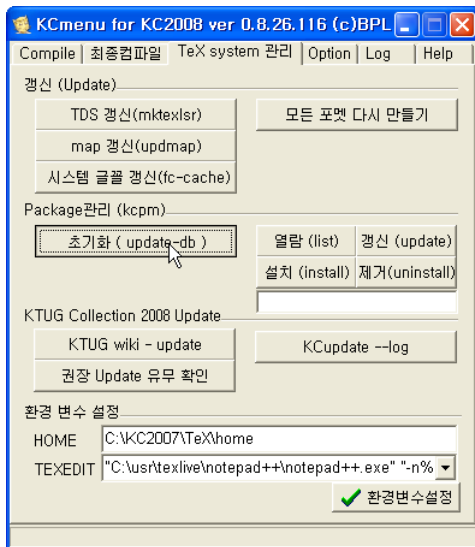 KCmenu for KC2008 ver 0.8.26.116 (c)BPL
Compile 최종컴파일 TeX system 관리 Option Log Help
갱신 (Update)
TDS 갱신(mktexlsr) 모든 포멧 다시 만들기
map 갱신(updmap)
시스템 글꼴 갱신(fc-cache)
Package관리 (kcpm)
초기화 ( update-db ) 열람 (list) 갱신 (update)
설치 (install) 제거(uninstall)
KTUG Collection 2008 Update
KTUG wiki - update KCupdate --log
권장 Update 유무 확인
환경 변수 설정
HOME C:\KC2007\TeX\home
TEXEDIT "C:\usr\texlive\notepad++\notepad++.exe" "-n%
환경변수설정